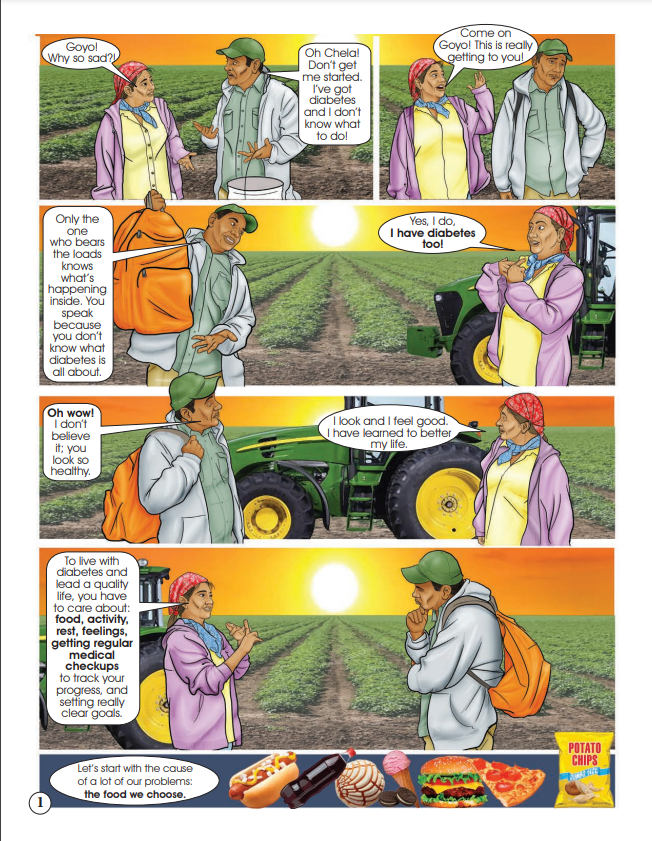 Goyo!
Why so sad?!
Oh Chela!
Don't get
me started.
I've got
diabetes
and I don't
know what
to do!
Come on
Goyo! This is really
getting to you!
Only the
one
who bears
the loads
knows
what's
happening
inside. You
speak
because
you don't
know what
diabetes is
all about.
Yes, I do,
I have diabetes
too!
Oh wow!
I don't
believe
it; you
look so
healthy.
I look and I feel good.
I have learned to better
my life.
To live with
diabetes and
lead a quality
life, you have
to care about:
food, activity,
rest, feelings,
getting regular
medical
checkups
to track your
progress, and
setting really
clear goals.
Let's start with the cause
of a lot of our problems:
the food we choose.
POTATO
CHIPS
1